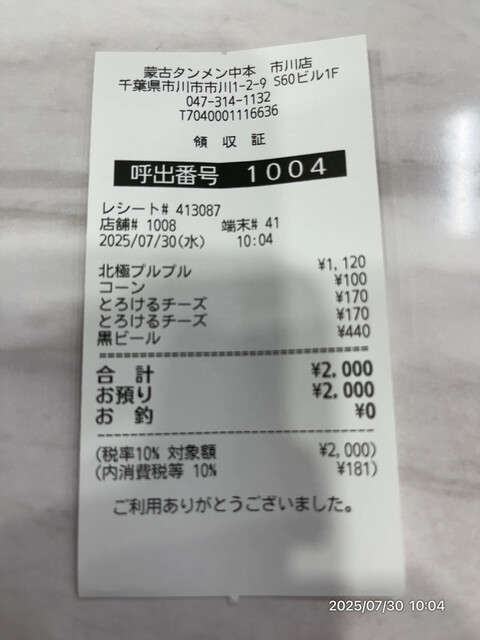 蒙古タンメン中本 市川店
千葉県市川市市川1-2-9 S60ビル1F
047-314-1132
T7040001116636
領 収 証
呼出番号 1004
レシート# 413087
店舗# 1008 端末# 41
2025/07/30(水) 10:04
北極プルプル ¥1,120
コーン ¥100
とろけるチーズ ¥170
とろけるチーズ ¥170
黒ビール ¥440
合 計 ¥2,000
お預り ¥2,000
お 釣 ¥0
(税率10% 対象額 ¥2,000)
(内消費税等 10% ¥181)
ご利用ありがとうございました。
2025/07/30 10:04